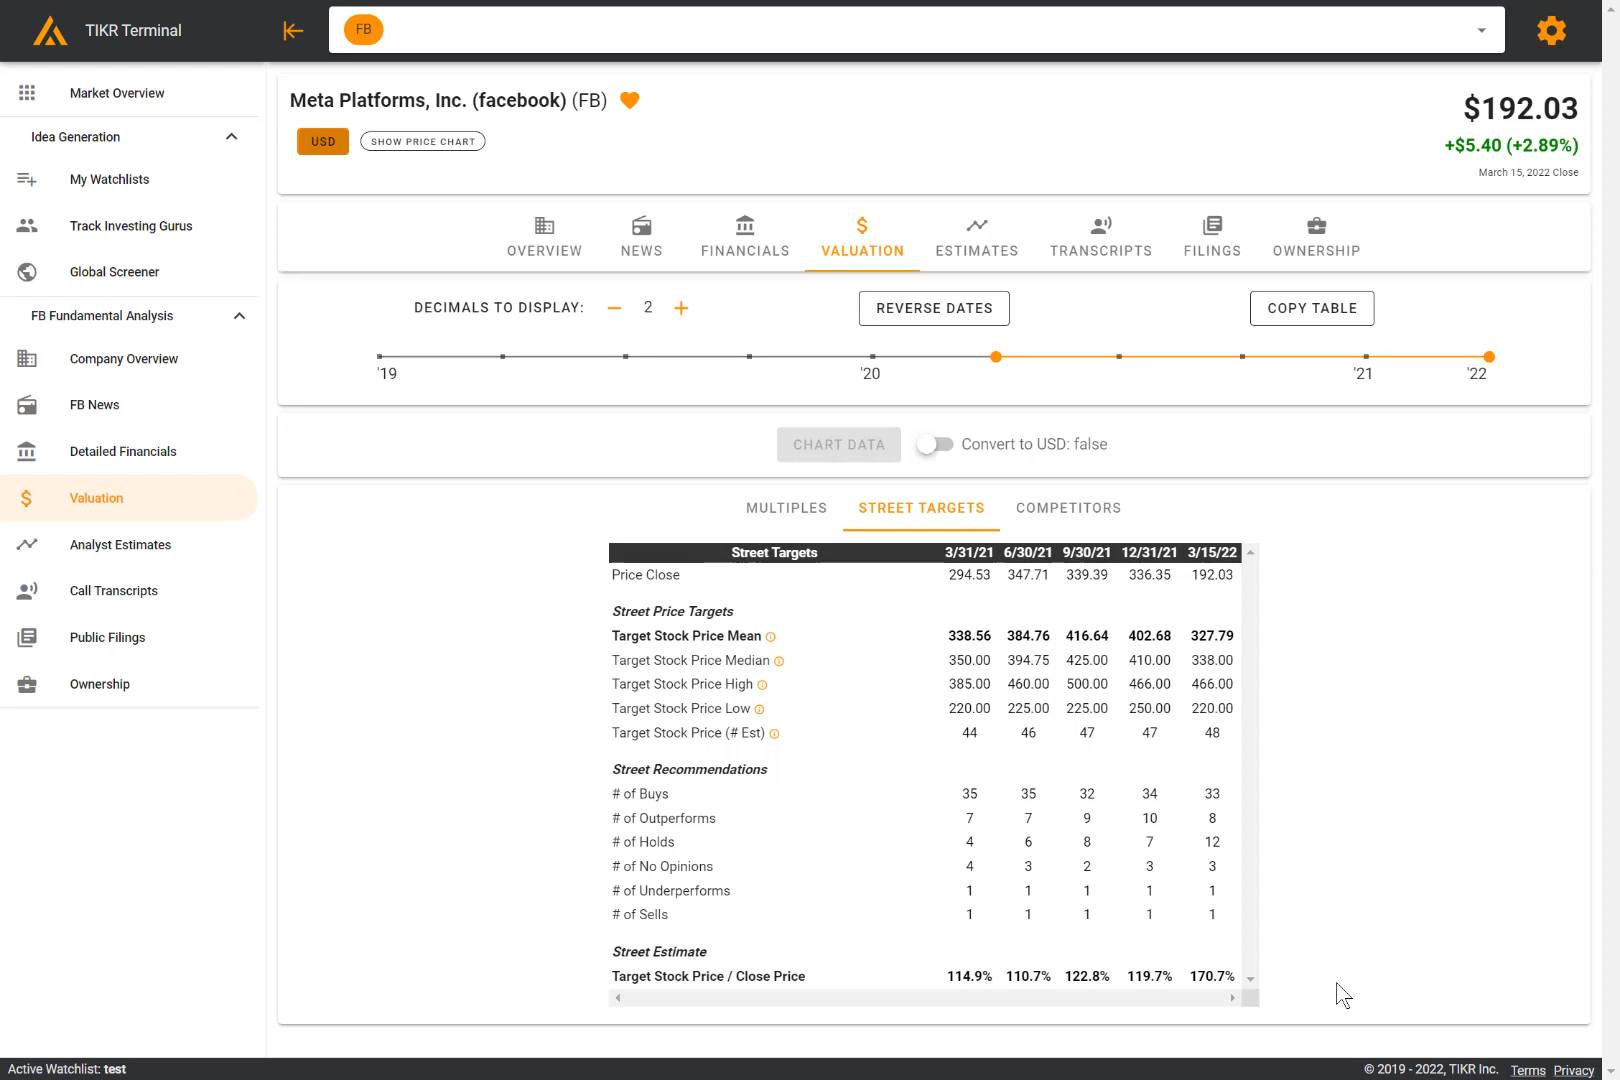 TIKR Terminal
FB
Market Overview
Idea Generation
My Watchlists
Track Investing Gurus
Global Screener
FB Fundamental Analysis
Company Overview
FB News
Detailed Financials
Valuation
Analyst Estimates
Call Transcripts
Public Filings
Ownership
Meta Platforms, Inc. (facebook) (FB)
USD SHOW PRICE CHART
$192.03
+$5.40 (+2.89%)
March 15, 2022 Close
OVERVIEW NEWS FINANCIALS VALUATION ESTIMATES TRANSCRIPTS FILINGS OWNERSHIP
DECIMALS TO DISPLAY: 2 REVERSE DATES COPY TABLE
'19 '20 '21 '22
CHART DATA Convert to USD: false
MULTIPLES STREET TARGETS COMPETITORS
Street Targets 3/31/21 6/30/21 9/30/21 12/31/21 3/15/22
Price Close 294.53 347.71 339.39 336.35 192.03
Street Price Targets
Target Stock Price Mean 338.56 384.76 416.64 402.68 327.79
Target Stock Price Median 350.00 394.75 425.00 410.00 338.00
Target Stock Price High 385.00 460.00 500.00 466.00 466.00
Target Stock Price Low 220.00 225.00 225.00 250.00 220.00
Target Stock Price (# Est) 44 46 47 47 48
Street Recommendations
# of Buys 35 35 32 34 33
# of Outperforms 7 7 9 10 8
# of Holds 4 6 8 7 12
# of No Opinions 4 3 2 3 3
# of Underperforms 1 1 1 1 1
# of Sells 1 1 1 1 1
Street Estimate
Target Stock Price / Close Price 114.9% 110.7% 122.8% 119.7% 170.7%
Active Watchlist: test
© 2019 - 2022, TIKR Inc. Terms Privacy